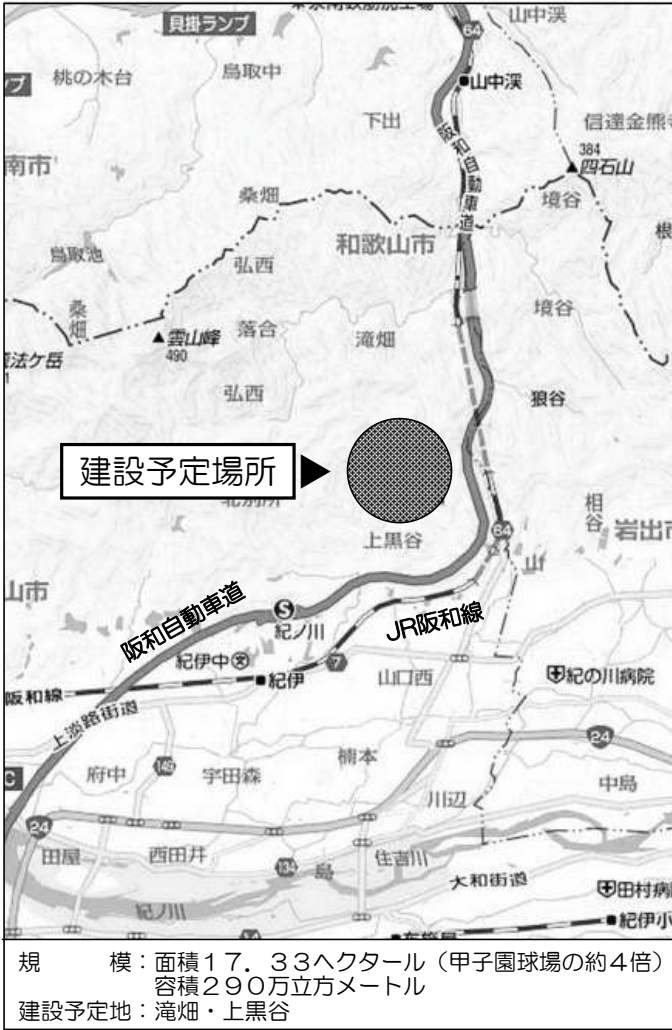 貝掛ランプ
山中渓
64
桃の木台
鳥取中
山中渓
下出
信達金熊寺
阪和自動車道
384
四石山
南市
桑畑
境谷
和歌山市
鳥取池
弘西
桑畑
境谷
雲山峰
490
落合
滝畑
法ケ岳
弘西
狼谷
建設予定場所
相谷
岩出市
上黒谷
64
山市
阪和自動車道
S
紀ノ川
JR阪和線
紀伊中
文
7
紀伊
山口西
紀の川病院
阪和線
上淡路街道
24
楠本
府中
149
宇田森
中島
C
川辺
24
田屋
西田井
134
島
住吉川
大和街道
田村病院
紀ノ川
紀伊小
規　　　模：面積１７．３３ヘクタール（甲子園球場の約４倍）
容積２９０万立方メートル
建設予定地：滝畑・上黒谷